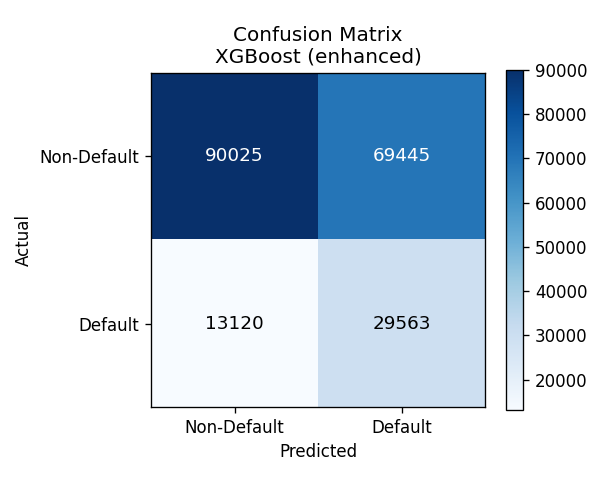 Confusion Matrix
XGBoost (enhanced)
Actual
Non-Default
90025
69445
Default
13120
29563
Non-Default
Default
Predicted
90000
80000
70000
60000
50000
40000
30000
20000